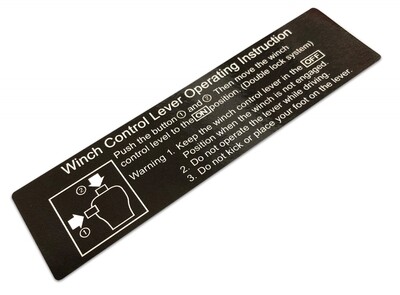 Winch Control Lever Operating Instruction
Push the button ① and ② Then move the winch
control lever to the ON position. (Double lock system)
Warning 1. Keep the winch control lever in the OFF
Position when the winch is not engaged.
2. Do not operate the lever while driving.
3. Do not kick or place your foot on the lever.
②
①